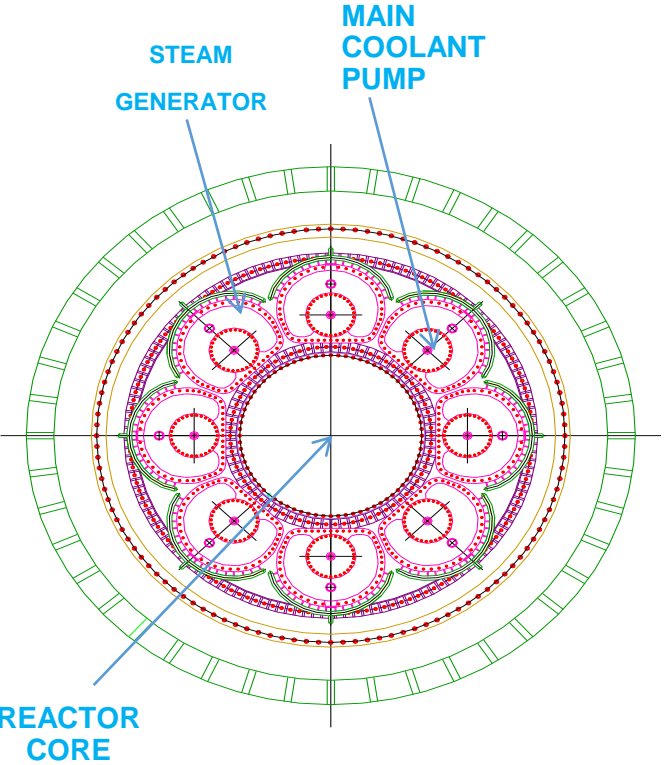 MAIN
COOLANT
PUMP
STEAM
GENERATOR
REACTOR
CORE